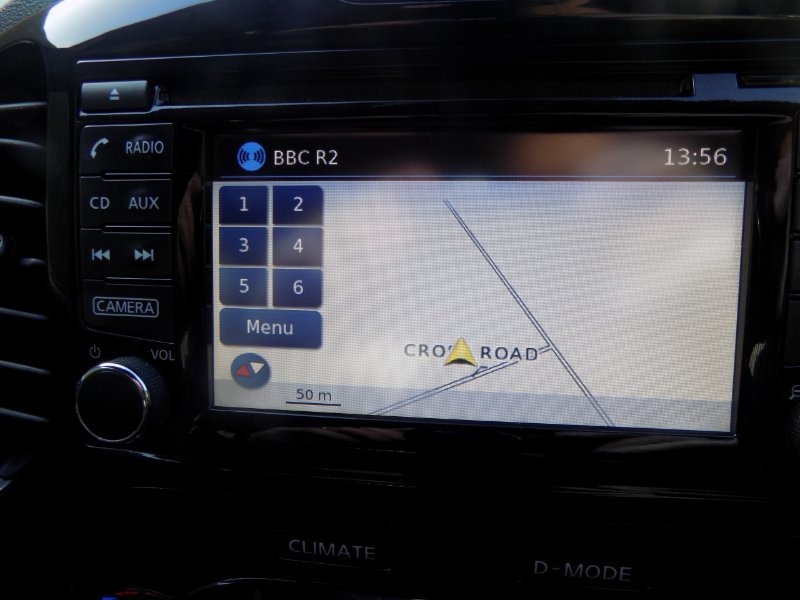 BBC R2
13:56
RADIO
CD AUX
CAMERA
VOL
1 2
3 4
5 6
Menu
50 m
ROAD
CLIMATE
D-MODE